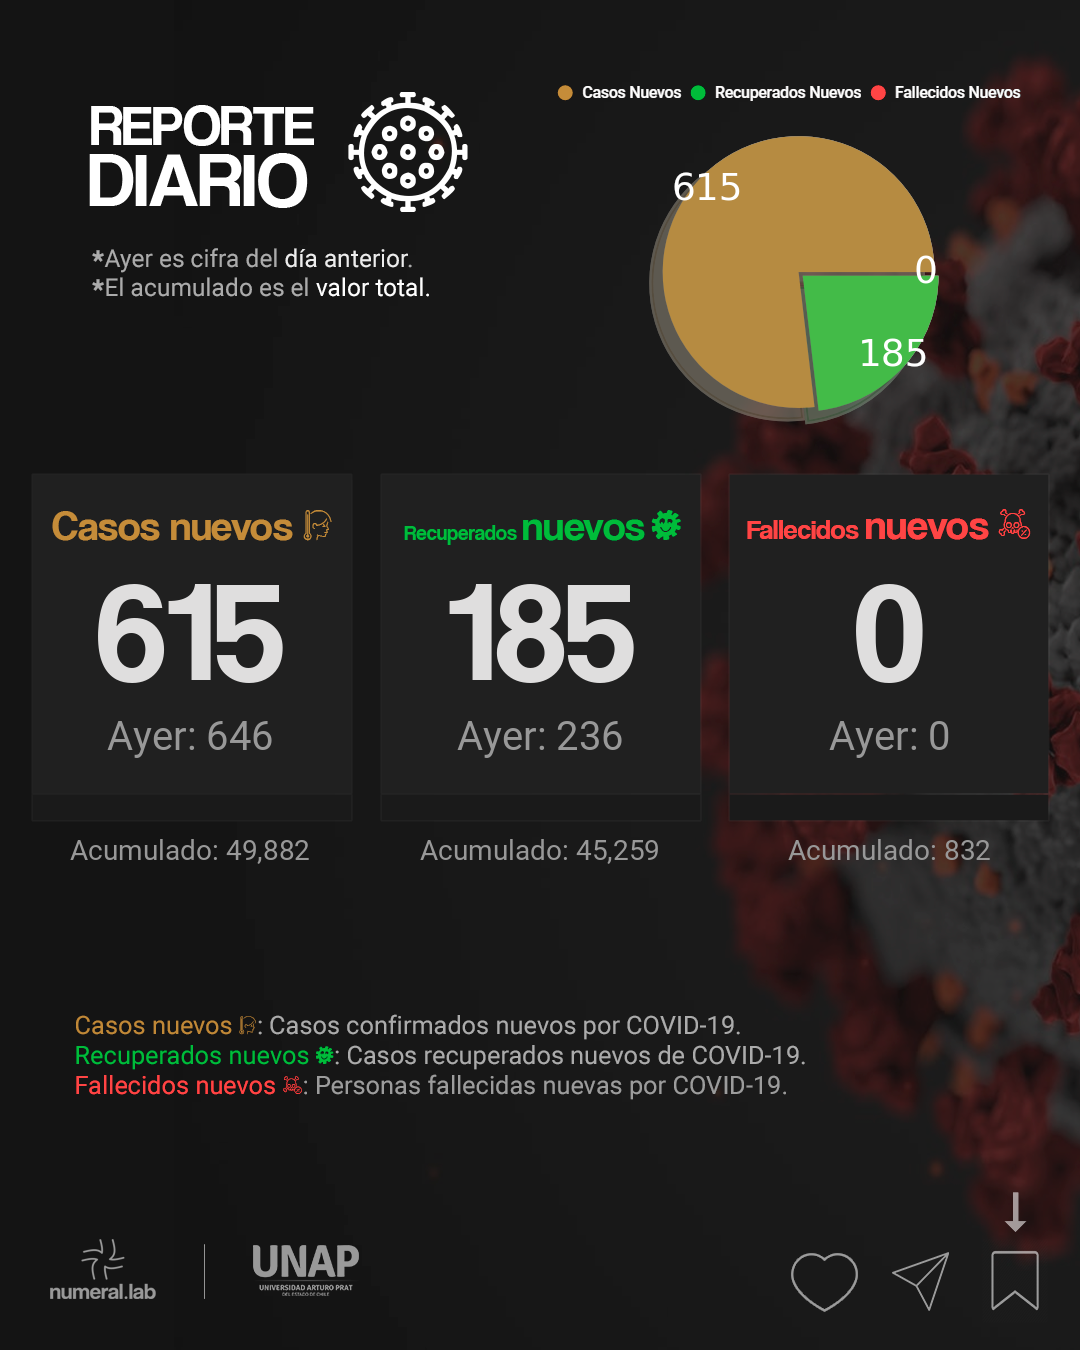 REPORTE
DIARIO
*Ayer es cifra del día anterior.
*El acumulado es el valor total.
Casos Nuevos Recuperados Nuevos Fallecidos Nuevos
615
0
185
Casos nuevos
615
Ayer: 646
Acumulado: 49,882
Recuperados nuevos
185
Ayer: 236
Acumulado: 45,259
Fallecidos nuevos
0
Ayer: 0
Acumulado: 832
Casos nuevos : Casos confirmados nuevos por COVID-19.
Recuperados nuevos : Casos recuperados nuevos de COVID-19.
Fallecidos nuevos : Personas fallecidas nuevas por COVID-19.
numeral.lab
UNAP
UNIVERSIDAD ARTURO PRAT
DEL ESTADO DE CHILE